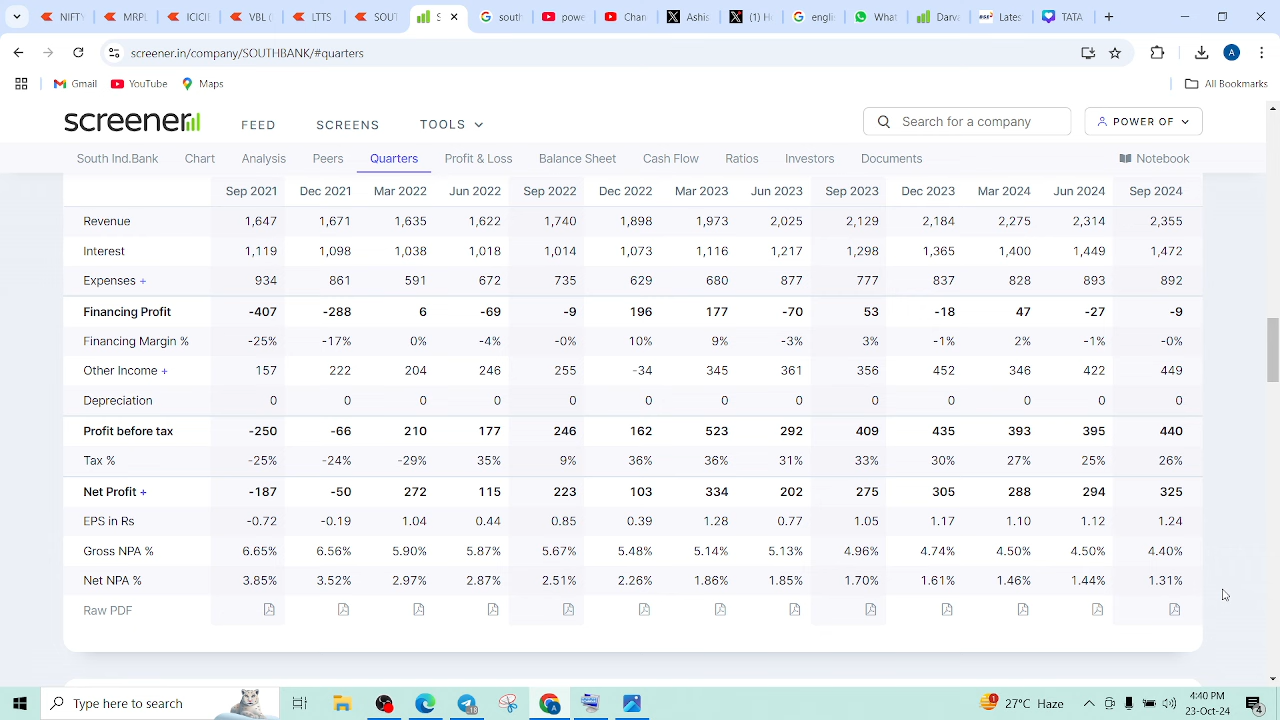 NIFT
MRP
ICICI
(RELI
SOUT
S
south
powe
Char
Ashis
(1) H
englis
What
Darva
Lates
TATA
screener.in/company/SOUTHBANK/#quarters
A
Gmail YouTube Maps All Bookmarks
screener FEED SCREENS TOOLS Search for a company POWER OF
South Ind.Bank Chart Analysis Peers Quarters Profit & Loss Balance Sheet Cash Flow Ratios Investors Documents Notebook
Sep 2021 Dec 2021 Mar 2022 Jun 2022 Sep 2022 Dec 2022 Mar 2023 Jun 2023 Sep 2023 Dec 2023 Mar 2024 Jun 2024 Sep 2024
Revenue 1,647 1,671 1,635 1,622 1,740 1,898 1,973 2,025 2,129 2,184 2,275 2,314 2,355
Interest 1,119 1,098 1,038 1,018 1,014 1,073 1,116 1,217 1,298 1,365 1,400 1,449 1,472
Expenses + 934 861 591 672 735 629 680 877 777 837 828 893 892
Financing Profit -407 -288 6 -69 -9 196 177 -70 53 -18 47 -27 -9
Financing Margin % -25% -17% 0% -4% -0% 10% 9% -3% 3% -1% 2% -1% -0%
Other Income + 157 222 204 246 255 -34 345 361 356 452 346 422 449
Depreciation 0 0 0 0 0 0 0 0 0 0 0 0 0
Profit before tax -250 -66 210 177 246 162 523 292 409 435 393 395 440
Tax % -25% -24% -29% 35% 9% 36% 36% 31% 33% 30% 27% 25% 26%
Net Profit + -187 -50 272 115 223 103 334 202 275 305 288 294 325
EPS in Rs -0.72 -0.19 1.04 0.44 0.85 0.39 1.28 0.77 1.05 1.17 1.10 1.12 1.24
Gross NPA % 6.65% 6.56% 5.90% 5.87% 5.67% 5.48% 5.14% 5.13% 4.96% 4.74% 4.50% 4.50% 4.40%
Net NPA % 3.85% 3.52% 2.97% 2.87% 2.51% 2.26% 1.86% 1.85% 1.70% 1.61% 1.46% 1.44% 1.31%
Raw PDF
Type here to search 27°C Haze 4:40 PM
23-Oct-24